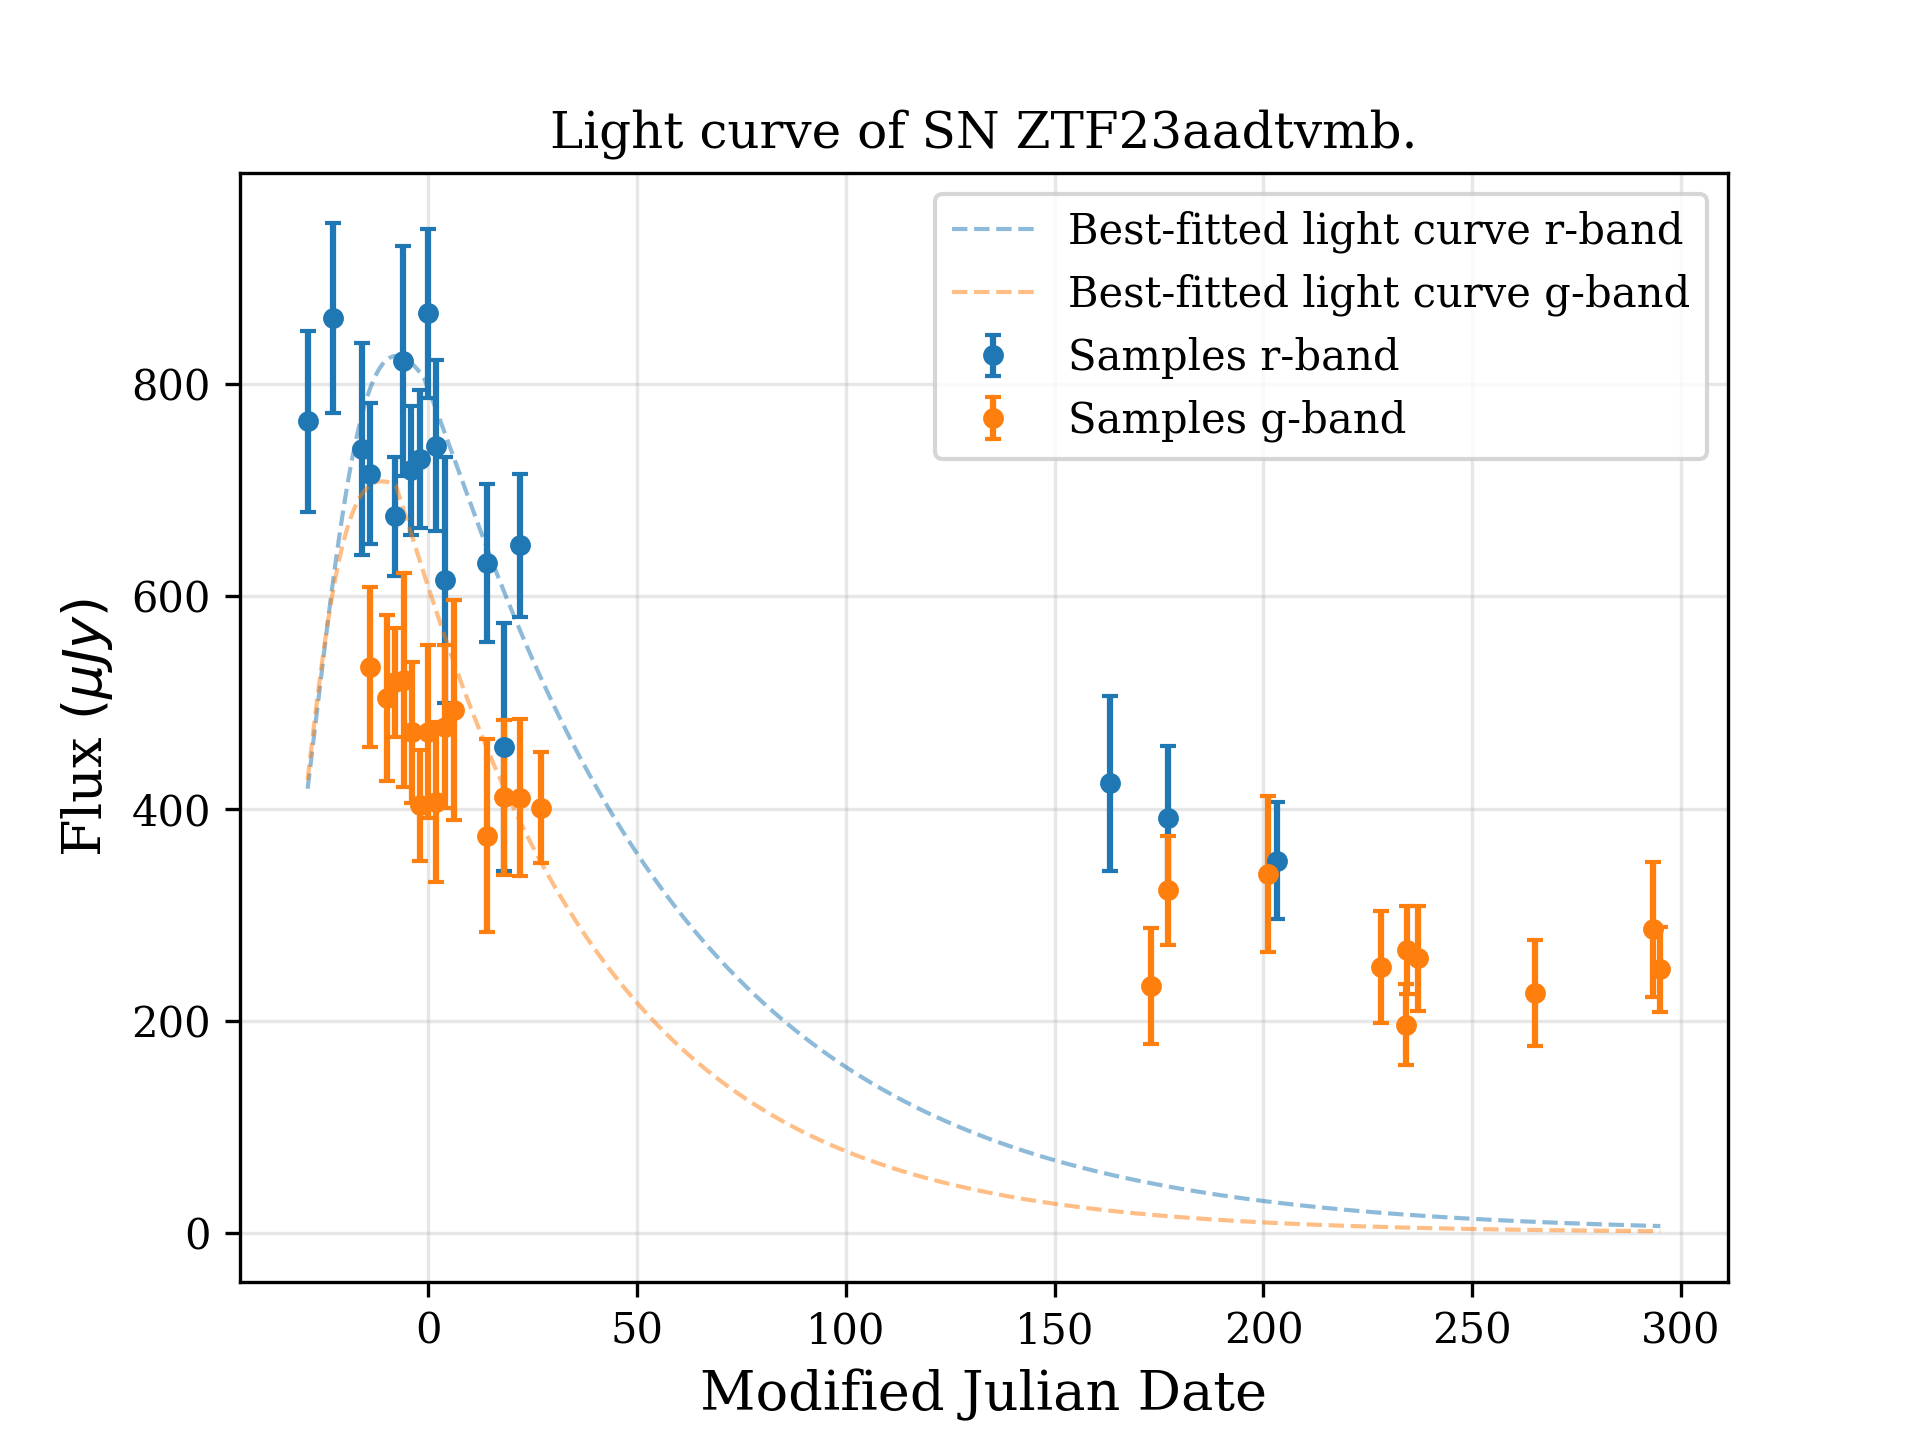 Light curve of SN ZTF23aadtvmb.
Best-fitted light curve r-band
Best-fitted light curve g-band
Samples r-band
Samples g-band
Flux (μJy)
800
600
400
200
0
0 50 100 150 200 250 300
Modified Julian Date